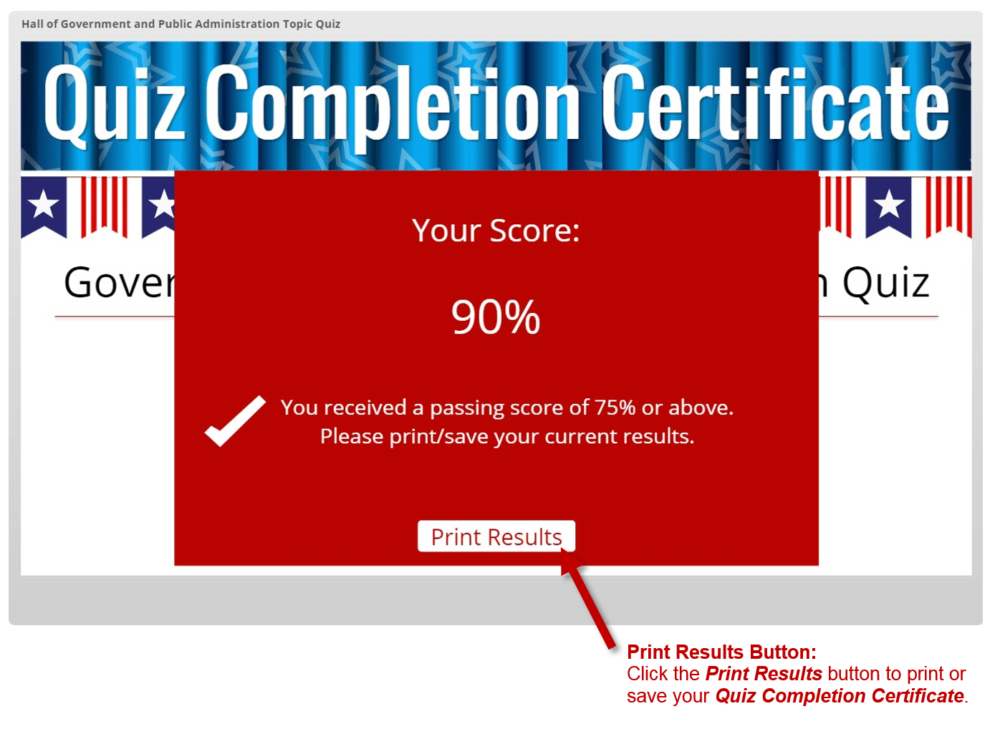 Hall of Government and Public Administration Topic Quiz
Quiz Completion Certificate
Your Score:
Quiz
90%
You received a passing score of 75% or above.
Please print/save your current results.
Print Results
Print Results Button:
Click the Print Results button to print or
save your Quiz Completion Certificate.